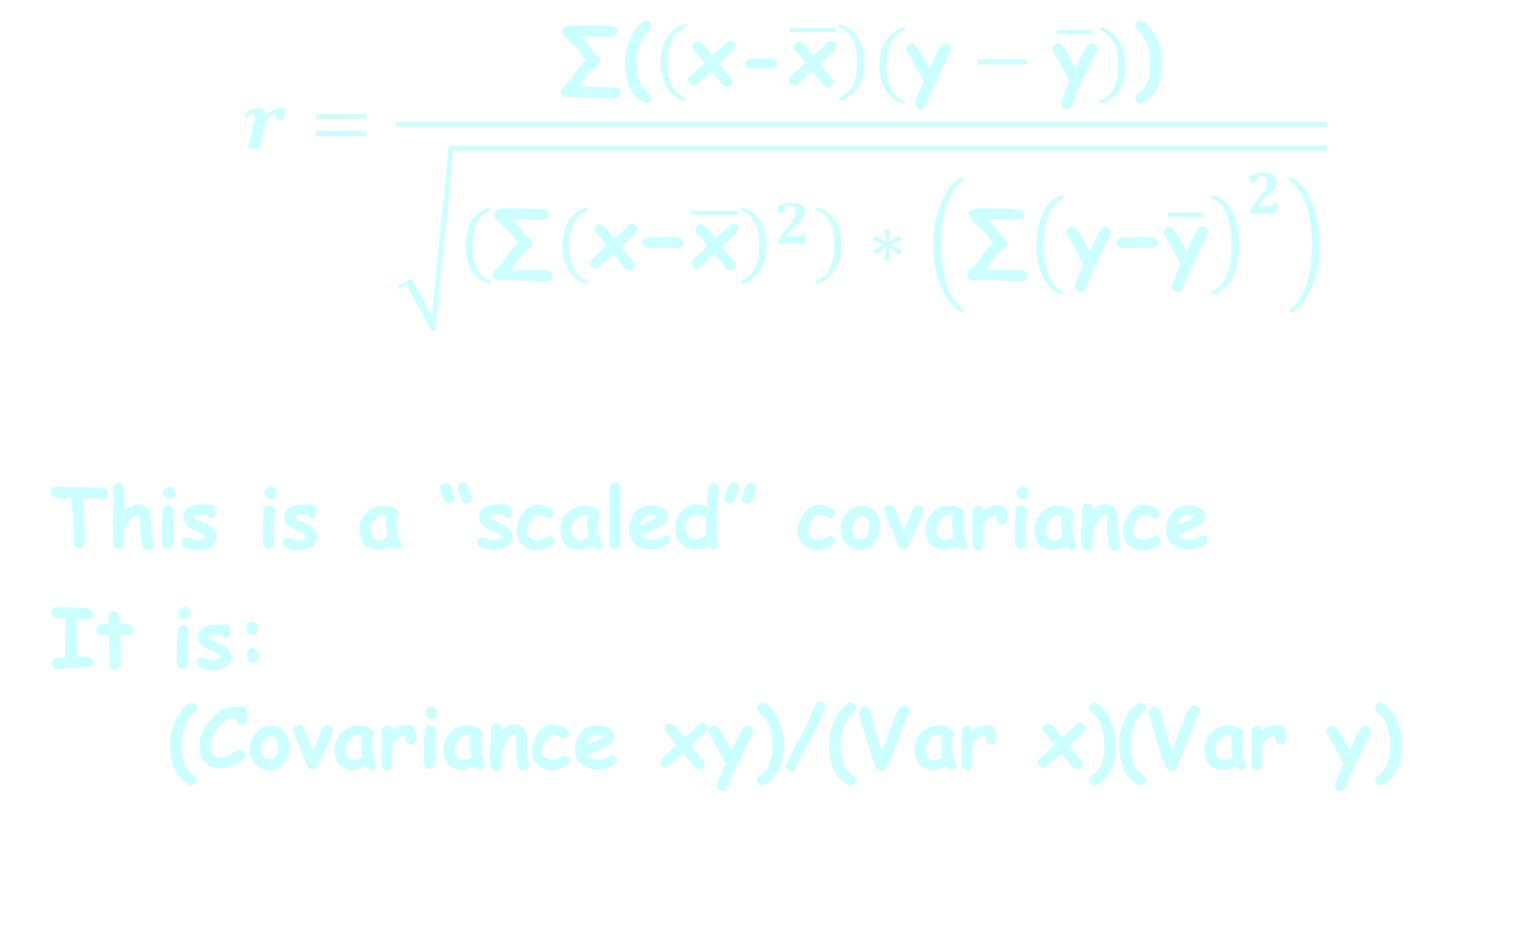 r = ∑((x-x̅)(y − y̅)) / √((∑(x-x̅)²) * (∑(y-y̅)²))
This is a “scaled” covariance
It is:
(Covariance xy)/(Var x)(Var y)